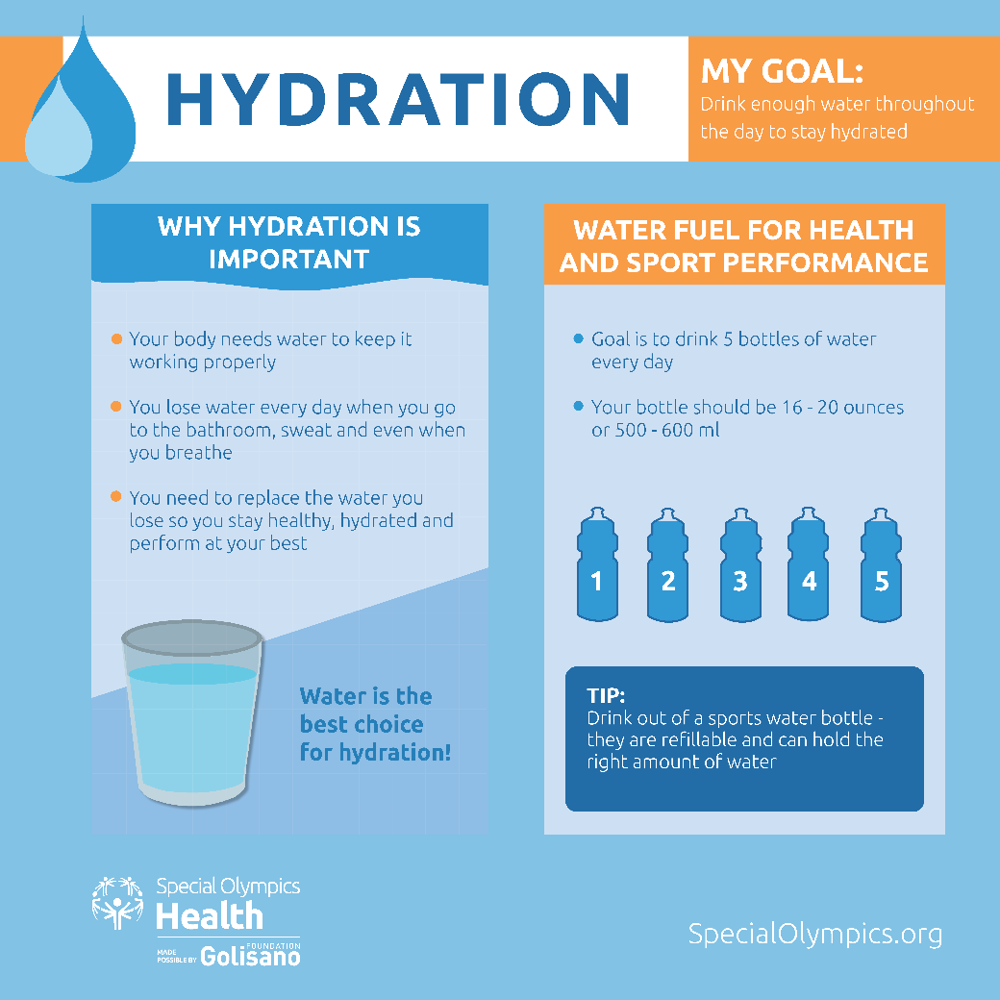 HYDRATION
MY GOAL:
Drink enough water throughout
the day to stay hydrated
WHY HYDRATION IS
IMPORTANT
Your body needs water to keep it
working properly
You lose water every day when you go
to the bathroom, sweat and even when
you breathe
You need to replace the water you
lose so you stay healthy, hydrated and
perform at your best
Water is the
best choice
for hydration!
WATER FUEL FOR HEALTH
AND SPORT PERFORMANCE
Goal is to drink 5 bottles of water
every day
Your bottle should be 16 - 20 ounces
or 500 - 600 ml
1 2 3 4 5
TIP:
Drink out of a sports water bottle -
they are refillable and can hold the
right amount of water
Special Olympics
Health
MADE
POSSIBLE BY
FOUNDATION
Golisano
SpecialOlympics.org